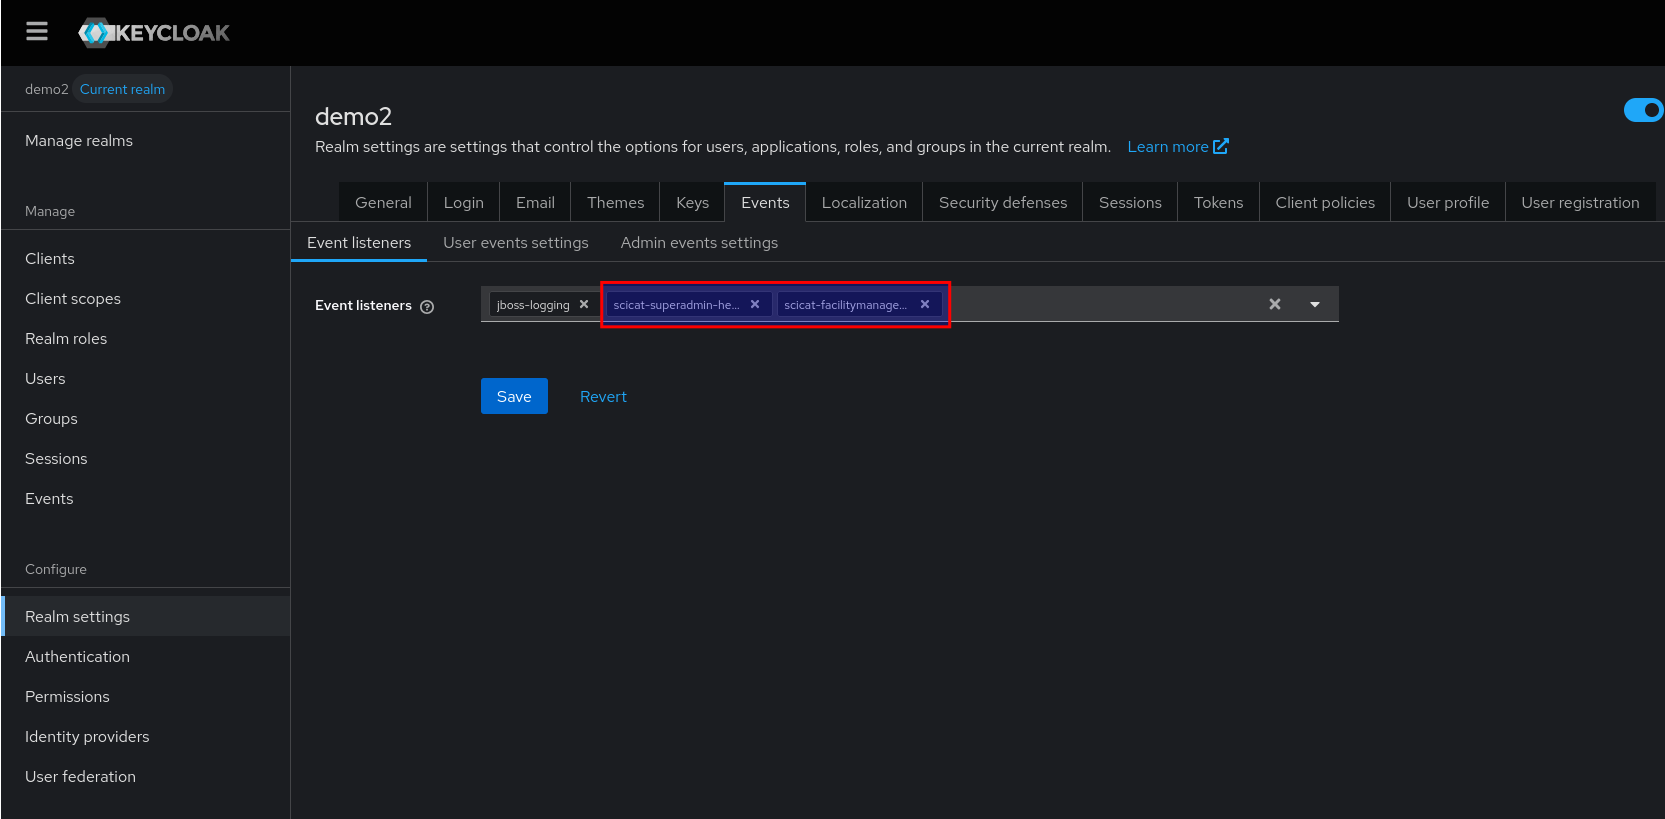 KEYCLOAK
demo2 Current realm
Manage realms
Manage
Clients
Client scopes
Realm roles
Users
Groups
Sessions
Events
Configure
Realm settings
Authentication
Permissions
Identity providers
User federation
demo2
Realm settings are settings that control the options for users, applications, roles, and groups in the current realm. Learn more
General Login Email Themes Keys Events Localization Security defenses Sessions Tokens Client policies User profile User registration
Event listeners User events settings Admin events settings
Event listeners jboss-logging scicat-superadmin-he... scicat-facilitymanage...
Save Revert